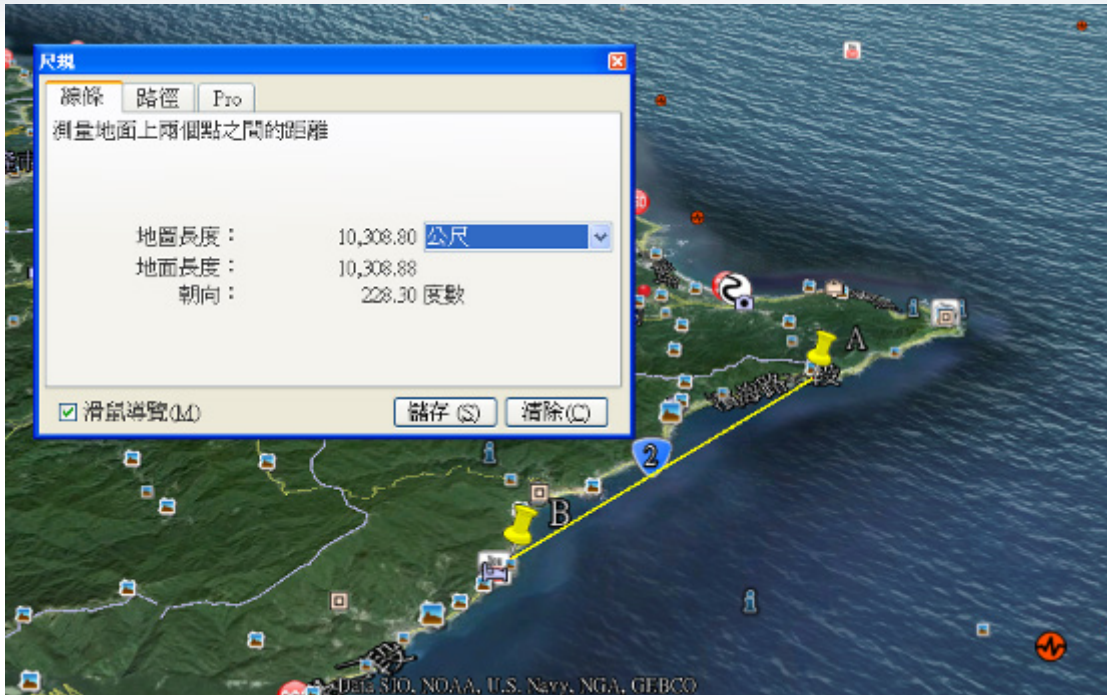 尺規
線條 路徑 Pro
測量地面上兩個點之間的距離
地圖長度： 10,308.80 公尺
地面長度： 10,308.88
朝向： 228.30 度數
滑鼠導覽(M) 儲存 (S) 清除(C)
A
2
B
Data SIO, NOAA, U.S. Navy, NGA, GEBCO